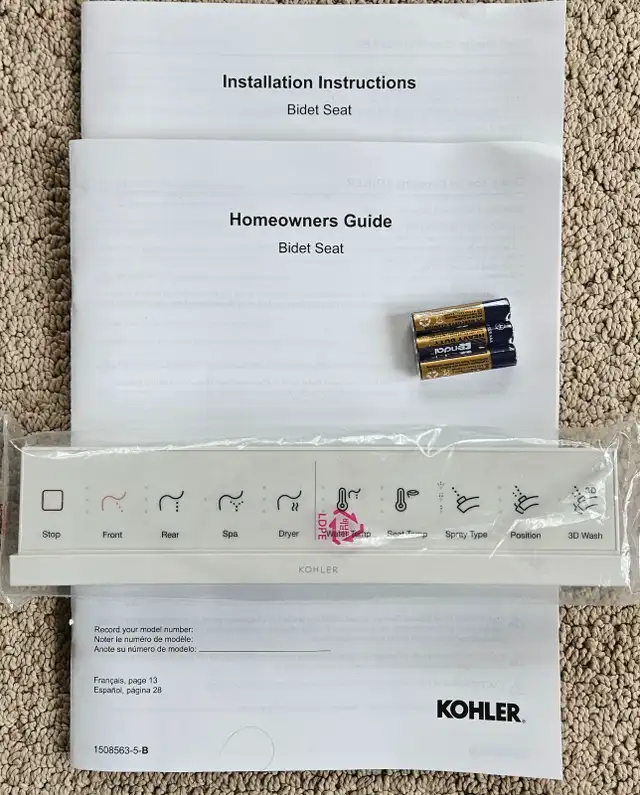 Installation Instructions
Bidet Seat
Homeowners Guide
Bidet Seat
Stop Front Rear Spa Dryer Water Temp Seat Temp Spray Type Position 3D Wash
LDPE
KOHLER
Record your model number:
Noter le numéro de modèle:
Anote su número de modelo:
Français, page 13
Español, página 28
KOHLER
1508563-5-B